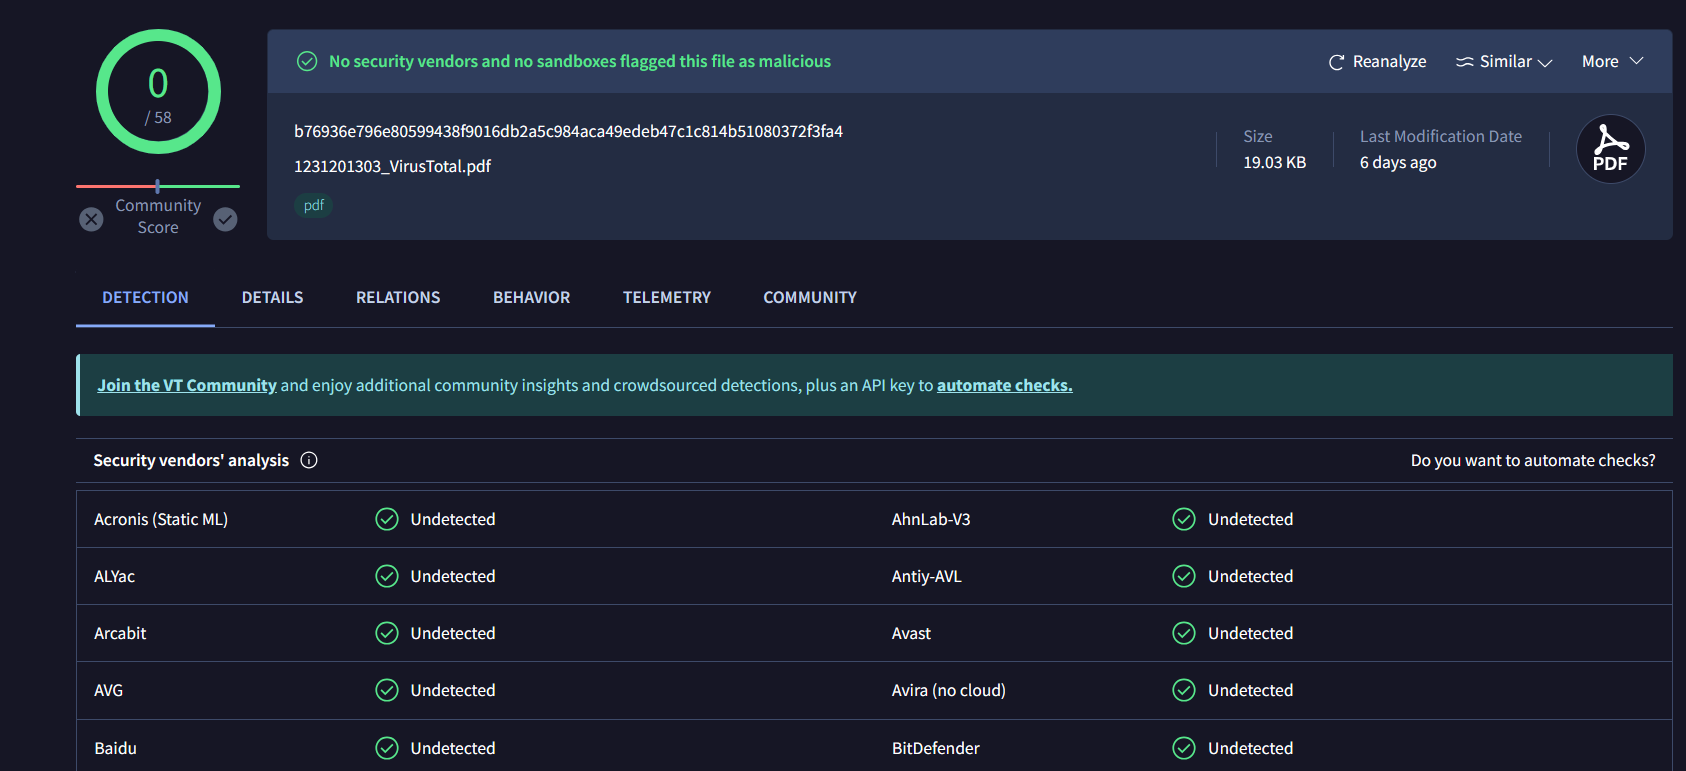 0
/ 58
Community
Score
No security vendors and no sandboxes flagged this file as malicious
Reanalyze
Similar
More
b76936e796e80599438f9016db2a5c984aca49edeb47c1c814b51080372f3fa4
1231201303_VirusTotal.pdf
pdf
Size
19.03 KB
Last Modification Date
6 days ago
PDF
DETECTION
DETAILS
RELATIONS
BEHAVIOR
TELEMETRY
COMMUNITY
Join the VT Community and enjoy additional community insights and crowdsourced detections, plus an API key to automate checks.
Security vendors' analysis
Do you want to automate checks?
Acronis (Static ML) Undetected AhnLab-V3 Undetected
ALYac Undetected Antiy-AVL Undetected
Arcabit Undetected Avast Undetected
AVG Undetected Avira (no cloud) Undetected
Baidu Undetected BitDefender Undetected